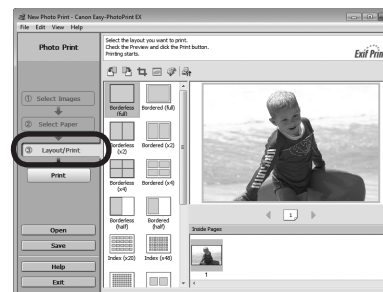 New Photo Print - Canon Easy-PhotoPrint EX
File Edit View Help
Photo Print
Select the layout you want to print.
Check the Preview and click the Print button.
Printing starts.
Exif Prin
① Select Images
② Select Paper
③ Layout/Print
Print
Open
Save
Help
Exit
Borderless (full)
Bordered (full)
Borderless (x2)
Bordered (x2)
Borderless (x4)
Bordered (x4)
Borderless (half)
Bordered (half)
Index (x20)
Index (x48)
1
Inside Pages
1